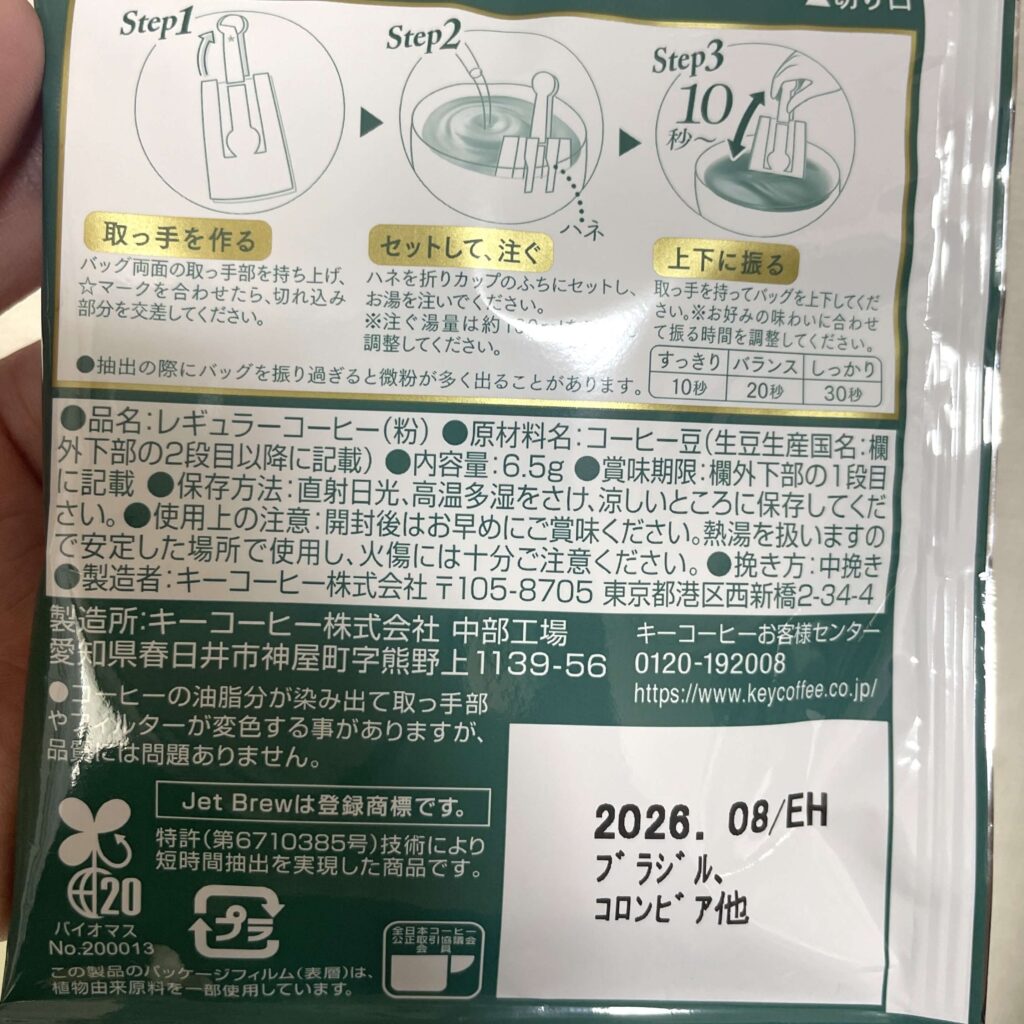 切り口
Step1
Step2
Step3
10
秒～
ハネ
取っ手を作る
バッグ両面の取っ手部を持ち上げ、
☆マークを合わせたら、切れ込み
部分を交差してください。
セットして、注ぐ
ハネを折りカップのふちにセットし、
お湯を注いでください。
※注ぐ湯量は約
調整してください。
上下に振る
取っ手を持ってバッグを上下してくだ
さい。※お好みの味わいに合わせ
て振る時間を調整してください。
すっきり バランス しっかり
10秒 20秒 30秒
●抽出の際にバッグを振り過ぎると微粉が多く出ることがあります。
●品名：レギュラーコーヒー（粉） ●原材料名：コーヒー豆（生豆生産国名：欄
外下部の2段目以降に記載） ●内容量：6.5g ●賞味期限：欄外下部の1段目
に記載 ●保存方法：直射日光、高温多湿をさけ、涼しいところに保存してくだ
さい。●使用上の注意：開封後はお早めにご賞味ください。熱湯を扱いますの
で安定した場所で使用し、火傷には十分ご注意ください。 ●挽き方：中挽き
●製造者：キーコーヒー株式会社 〒105-8705 東京都港区西新橋2-34-4
製造所：キーコーヒー株式会社 中部工場
愛知県春日井市神屋町字熊野上1139-56
キーコーヒーお客様センター
0120-192008
https://www.keycoffee.co.jp/
●コーヒーの油脂分が染み出て取っ手部
やフィルターが変色する事がありますが、
品質には問題ありません。
Jet Brewは登録商標です。
特許（第6710385号）技術により
短時間抽出を実現した商品です。
20
バイオマス
No.200013
プラ
全日本コーヒー
公正取引協議会
会員
この製品のパッケージフィルム（表層）は、
植物由来原料を一部使用しています。
2026. 08/EH
ブラジル、
コロンビア他